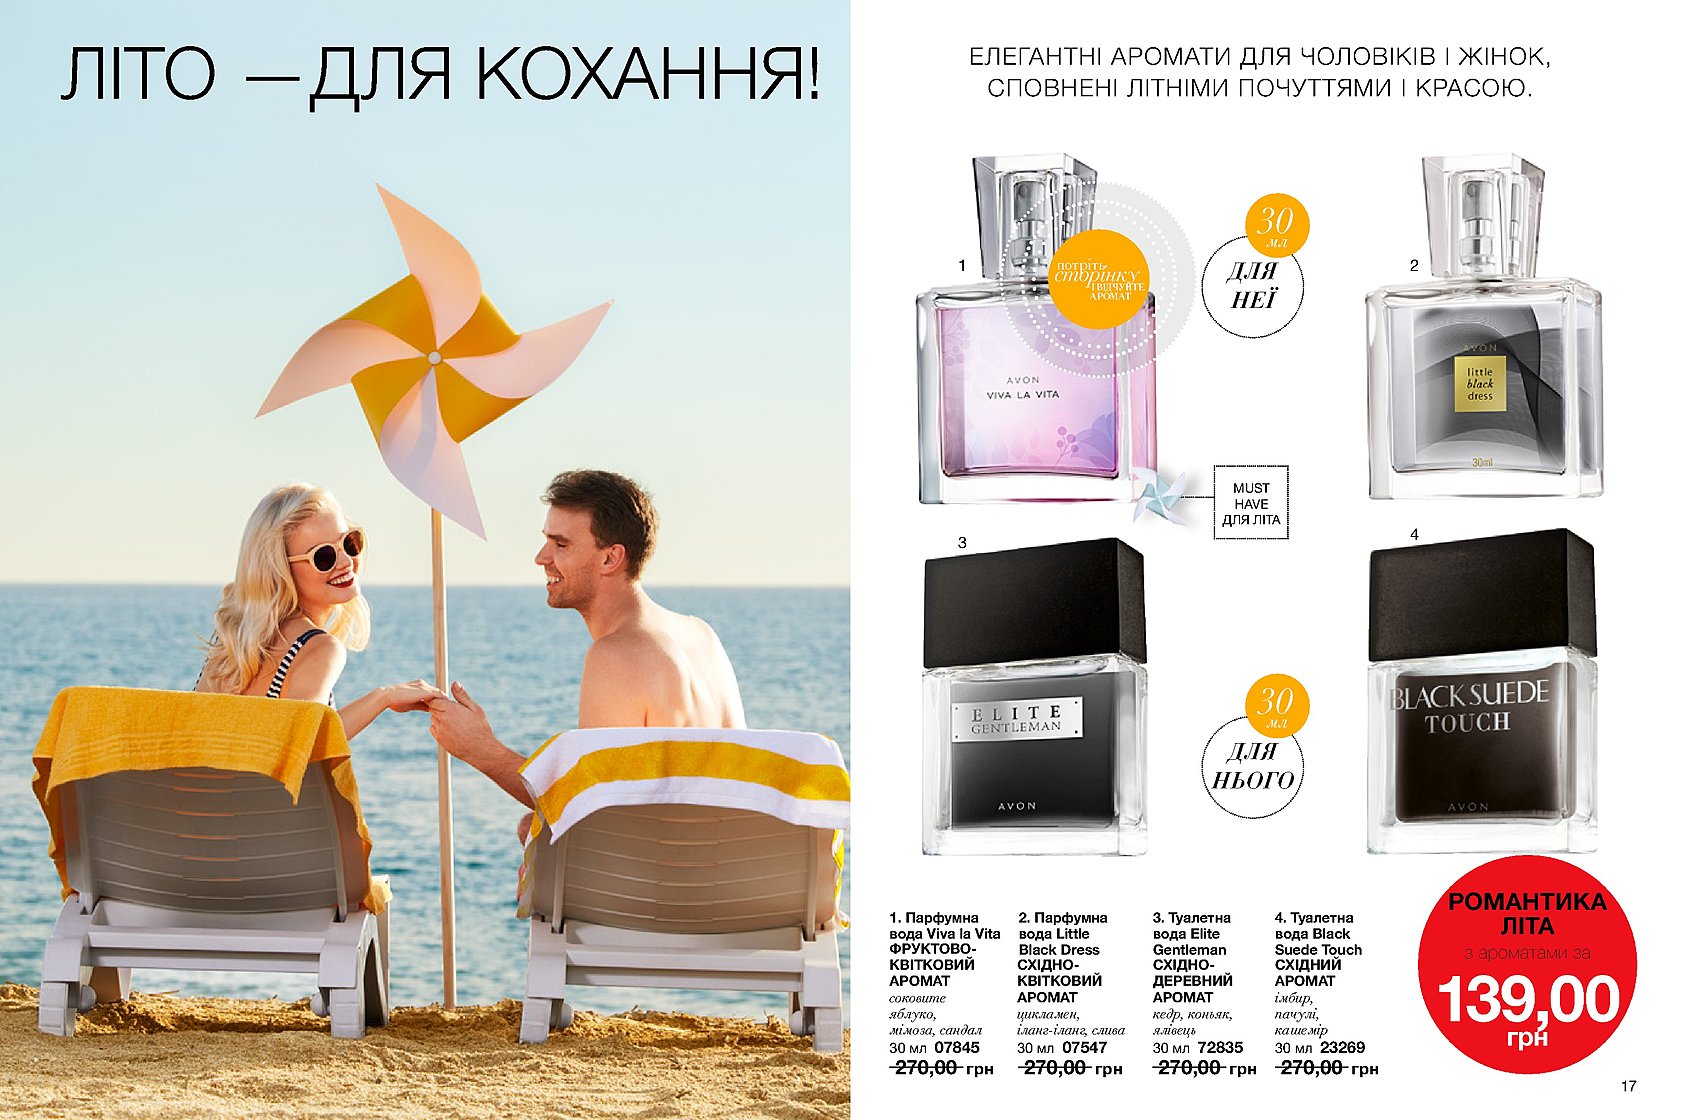 ЛІТО — ДЛЯ КОХАННЯ!
ЕЛЕГАНТНІ АРОМАТИ ДЛЯ ЧОЛОВІКІВ І ЖІНОК,
СПОВНЕНІ ЛІТНІМИ ПОЧУТТЯМИ І КРАСОЮ.
1
ПОТРІТЬ
сторінку
І ВІДЧУЙТЕ
АРОМАТ
AVON
VIVA LA VITA
30
мл
ДЛЯ
НЕЇ
2
AVON
little
black
dress
30ml
MUST
HAVE
ДЛЯ ЛІТА
3
ELITE
GENTLEMAN
AVON
30
мл
ДЛЯ
НЬОГО
4
BLACK SUEDE
TOUCH
AVON
1. Парфумна
вода Viva la Vita
ФРУКТОВО-
КВІТКОВИЙ
АРОМАТ
соковите
яблуко,
мімоза, сандал
30 мл 07845
270,00 грн
2. Парфумна
вода Little
Black Dress
СХІДНО-
КВІТКОВИЙ
АРОМАТ
цикламен,
іланг-іланг, слива
30 мл 07547
270,00 грн
3. Туалетна
вода Elite
Gentleman
СХІДНО-
ДЕРЕВНИЙ
АРОМАТ
кедр, коньяк,
ялівець
30 мл 72835
270,00 грн
4. Туалетна
вода Black
Suede Touch
СХІДНИЙ
АРОМАТ
імбир,
пачулі,
кашемір
30 мл 23269
270,00 грн
РОМАНТИКА
ЛІТА
з ароматами за
139,00
грн
17